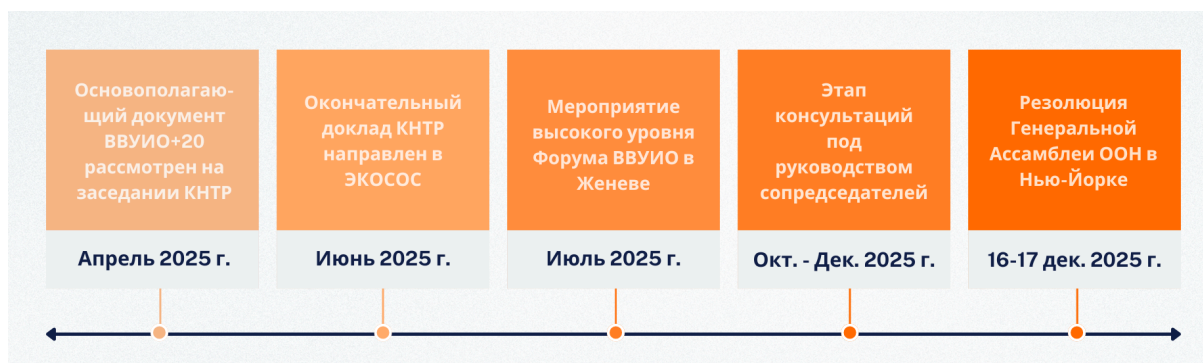 Основополагаю-
щий документ
ВВУИО+20
рассмотрен на
заседании КНТР
Апрель 2025 г.
Окончательный
доклад КНТР
направлен в
ЭКОСОС
Июнь 2025 г.
Мероприятие
высокого уровня
Форума ВВУИО в
Женеве
Июль 2025 г.
Этап
консультаций
под
руководством
сопредседателей
Окт. - Дек. 2025 г.
Резолюция
Генеральной
Ассамблеи ООН в
Нью-Йорке
16-17 дек. 2025 г.